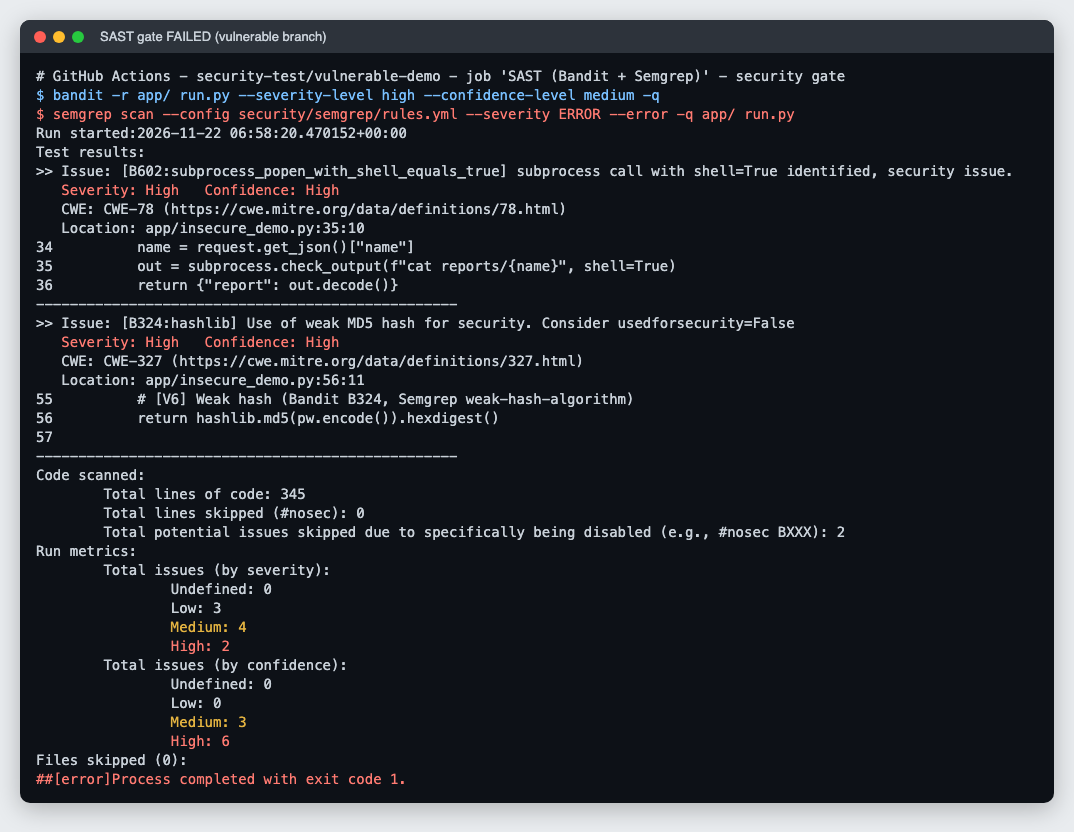 SAST gate FAILED (vulnerable branch)
# GitHub Actions - security-test/vulnerable-demo - job 'SAST (Bandit + Semgrep)' - security gate
$ bandit -r app/ run.py --severity-level high --confidence-level medium -q
$ semgrep scan --config security/semgrep/rules.yml --severity ERROR --error -q app/ run.py
Run started:2026-11-22 06:58:20.470152+00:00
Test results:
>> Issue: [B602:subprocess_popen_with_shell_equals_true] subprocess call with shell=True identified, security issue.
   Severity: High   Confidence: High
   CWE: CWE-78 (https://cwe.mitre.org/data/definitions/78.html)
   Location: app/insecure_demo.py:35:10
34          name = request.get_json()["name"]
35          out = subprocess.check_output(f"cat reports/{name}", shell=True)
36          return {"report": out.decode()}
--------------------------------------------------
>> Issue: [B324:hashlib] Use of weak MD5 hash for security. Consider usedforsecurity=False
   Severity: High   Confidence: High
   CWE: CWE-327 (https://cwe.mitre.org/data/definitions/327.html)
   Location: app/insecure_demo.py:56:11
55          # [V6] Weak hash (Bandit B324, Semgrep weak-hash-algorithm)
56          return hashlib.md5(pw.encode()).hexdigest()
57
--------------------------------------------------
Code scanned:
        Total lines of code: 345
        Total lines skipped (#nosec): 0
        Total potential issues skipped due to specifically being disabled (e.g., #nosec BXXX): 2
Run metrics:
        Total issues (by severity):
                Undefined: 0
                Low: 3
                Medium: 4
                High: 2
        Total issues (by confidence):
                Undefined: 0
                Low: 0
                Medium: 3
                High: 6
Files skipped (0):
##[error]Process completed with exit code 1.